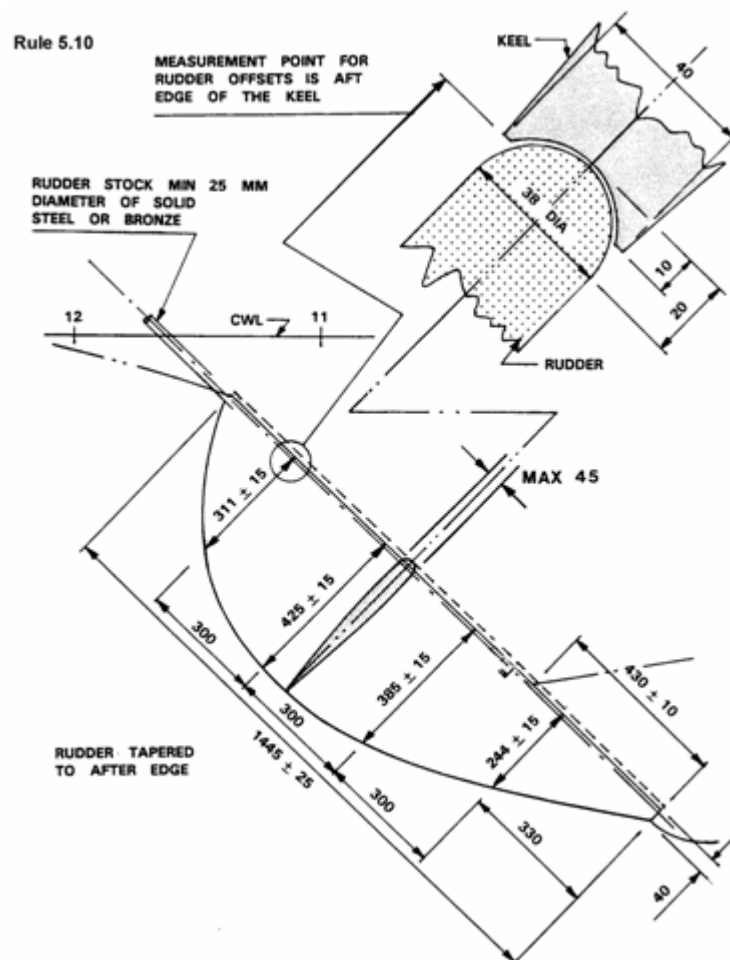 Rule 5.10
MEASUREMENT POINT FOR
RUDDER OFFSETS IS AFT
EDGE OF THE KEEL
KEEL
40
RUDDER STOCK MIN 25 MM
DIAMETER OF SOLID
STEEL OR BRONZE
38 DIA
10
20
12
CWL
11
RUDDER
MAX 45
311 ± 15
425 ± 15
300
385 ± 15
430 ± 10
300
244 ± 15
1445 ± 25
RUDDER TAPERED
TO AFTER EDGE
300
330
40